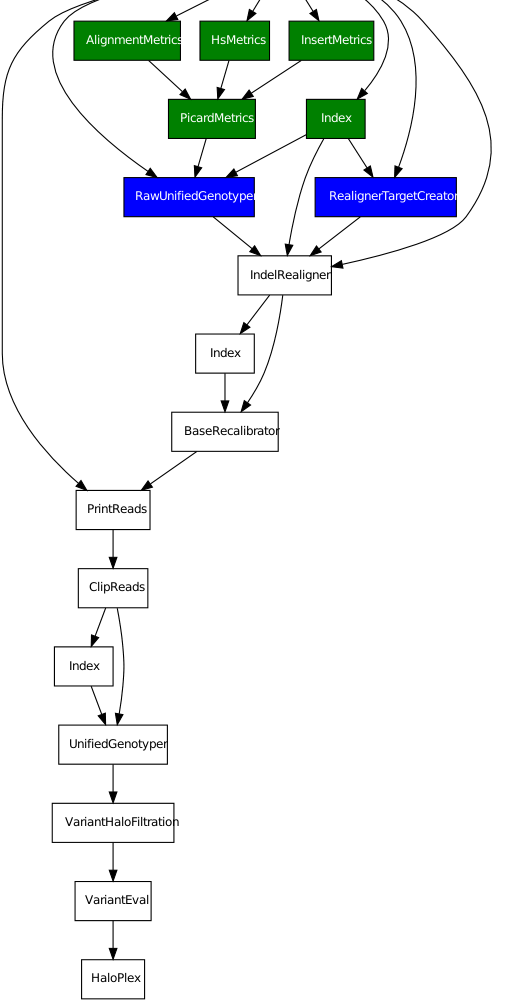 AlignmentMetrics
HsMetrics
InsertMetrics
PicardMetrics
Index
RawUnifiedGenotyper
RealignerTargetCreator
IndelRealigner
Index
BaseRecalibrator
PrintReads
ClipReads
Index
UnifiedGenotyper
VariantHaloFiltration
VariantEval
HaloPlex